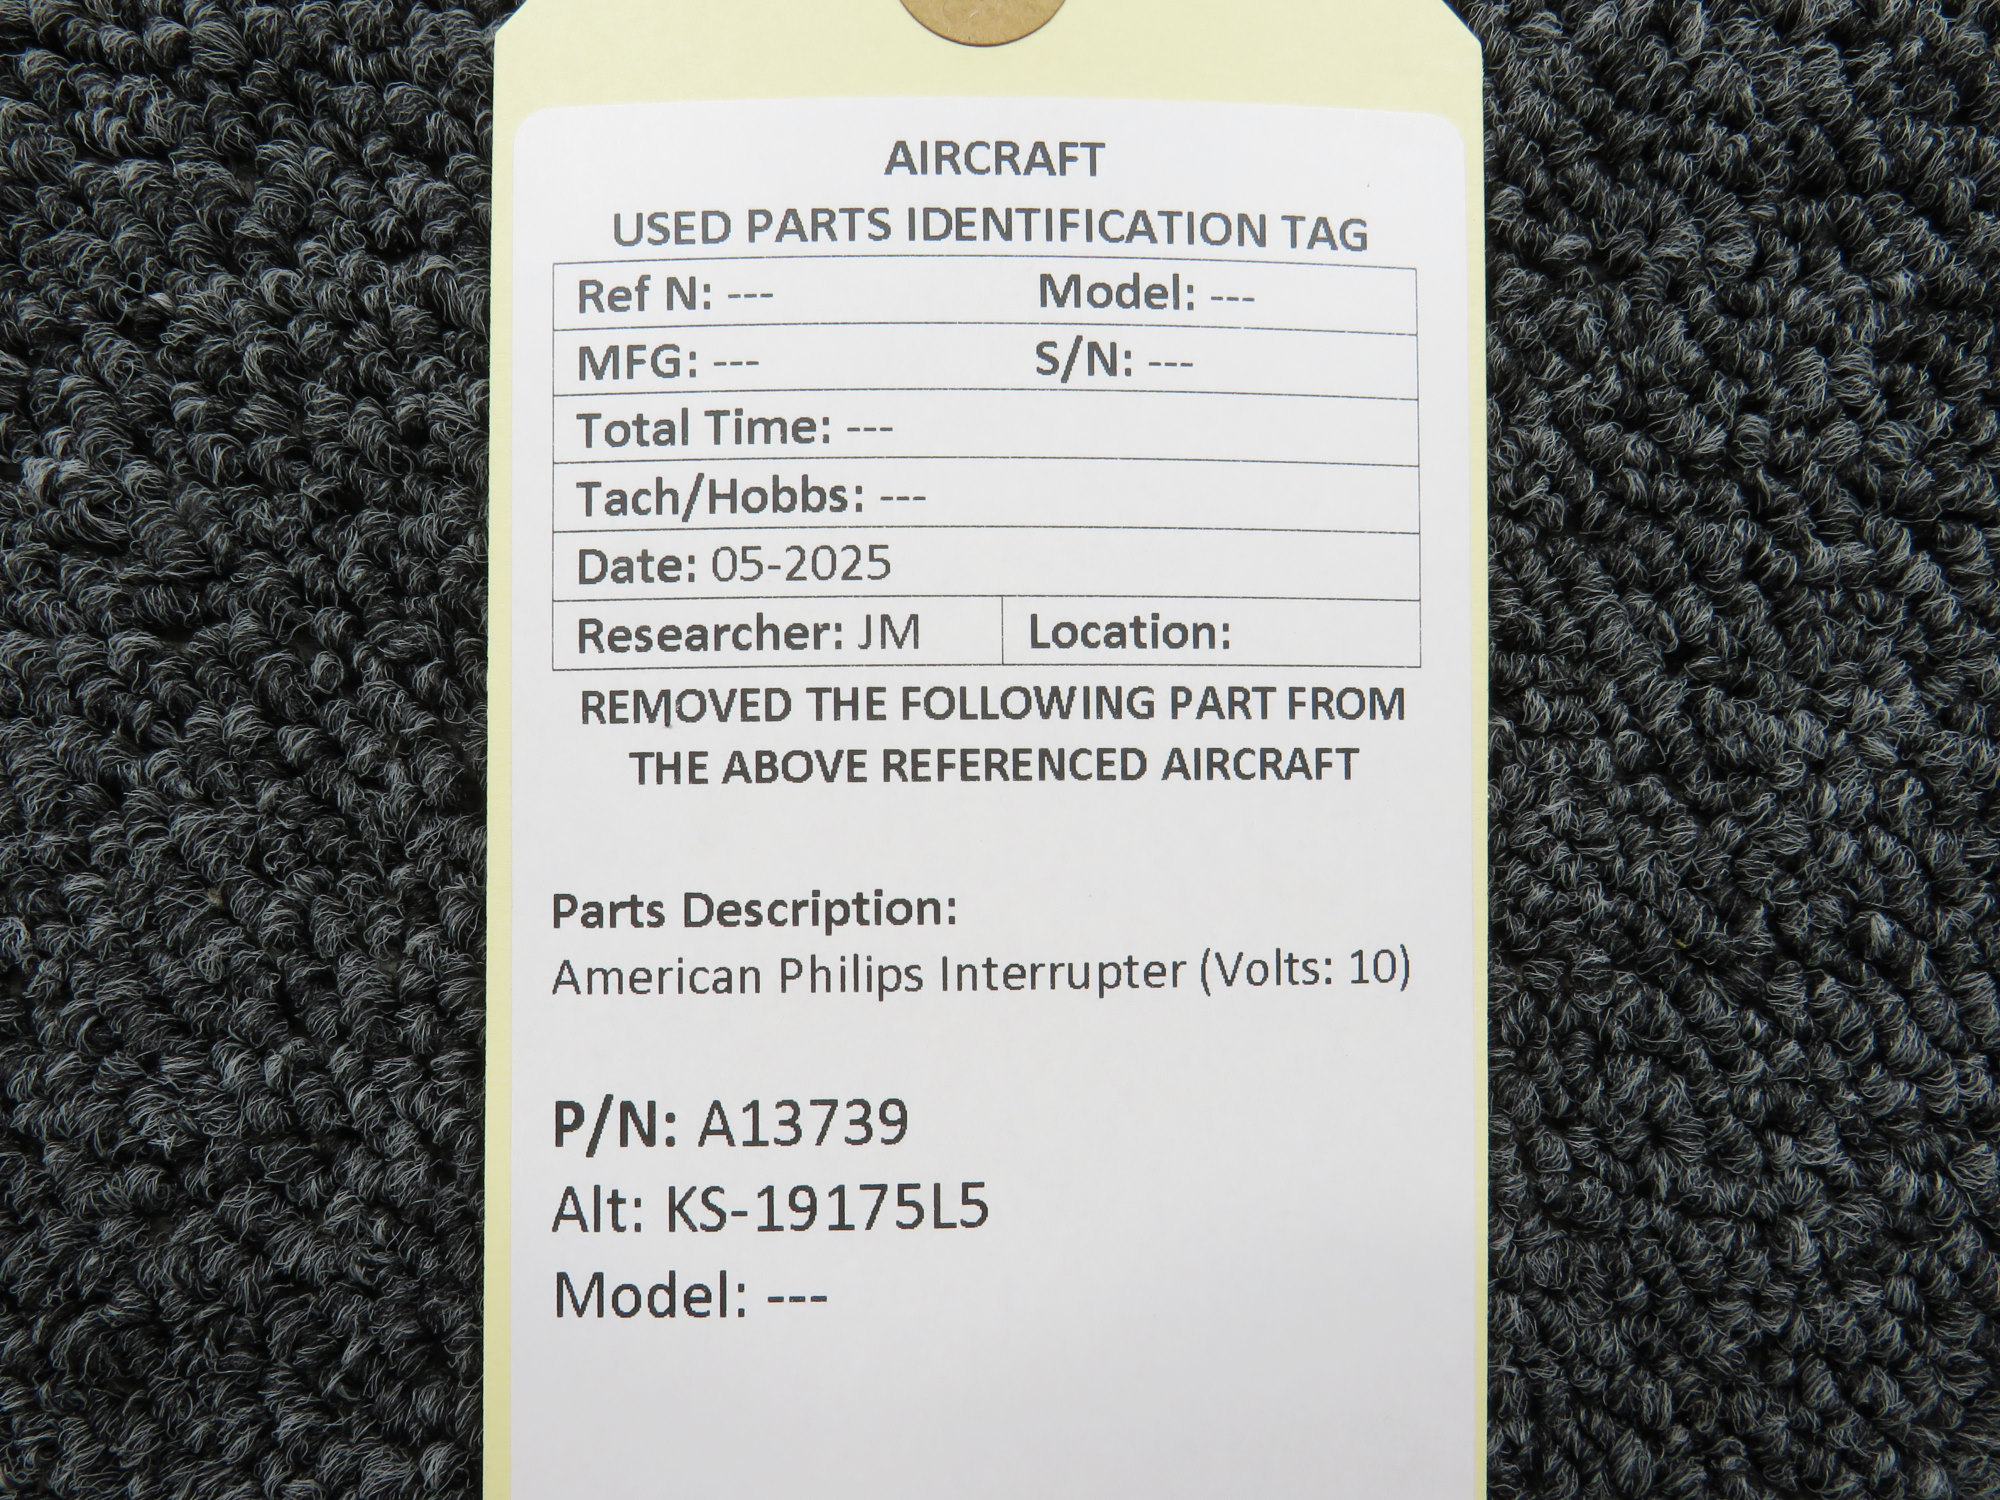 AIRCRAFT
USED PARTS IDENTIFICATION TAG
Ref N: --- Model: ---
MFG: --- S/N: ---
Total Time: ---
Tach/Hobbs: ---
Date: 05-2025
Researcher: JM Location:
REMOVED THE FOLLOWING PART FROM
THE ABOVE REFERENCED AIRCRAFT
Parts Description:
American Philips Interrupter (Volts: 10)
P/N: A13739
Alt: KS-19175L5
Model: ---